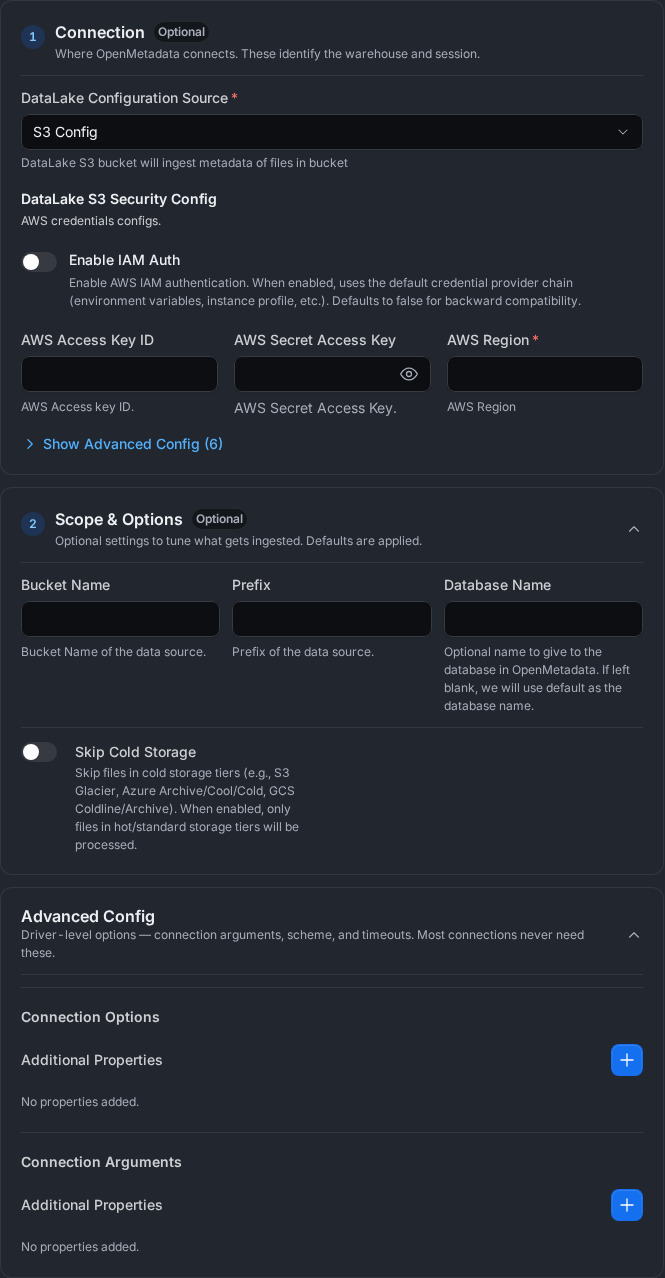 1 Connection Optional
Where OpenMetadata connects. These identify the warehouse and session.
DataLake Configuration Source *
S3 Config
DataLake S3 bucket will ingest metadata of files in bucket
DataLake S3 Security Config
AWS credentials configs.
Enable IAM Auth
Enable AWS IAM authentication. When enabled, uses the default credential provider chain
(environment variables, instance profile, etc.). Defaults to false for backward compatibility.
AWS Access Key ID AWS Secret Access Key AWS Region *
AWS Access key ID. AWS Secret Access Key. AWS Region
Show Advanced Config (6)
2 Scope & Options Optional
Optional settings to tune what gets ingested. Defaults are applied.
Bucket Name Prefix Database Name
Bucket Name of the data source. Prefix of the data source. Optional name to give to the
database in OpenMetadata. If left
blank, we will use default as the
database name.
Skip Cold Storage
Skip files in cold storage tiers (e.g., S3
Glacier, Azure Archive/Cool/Cold, GCS
Coldline/Archive). When enabled, only
files in hot/standard storage tiers will be
processed.
Advanced Config
Driver-level options — connection arguments, scheme, and timeouts. Most connections never need
these.
Connection Options
Additional Properties
No properties added.
Connection Arguments
Additional Properties
No properties added.